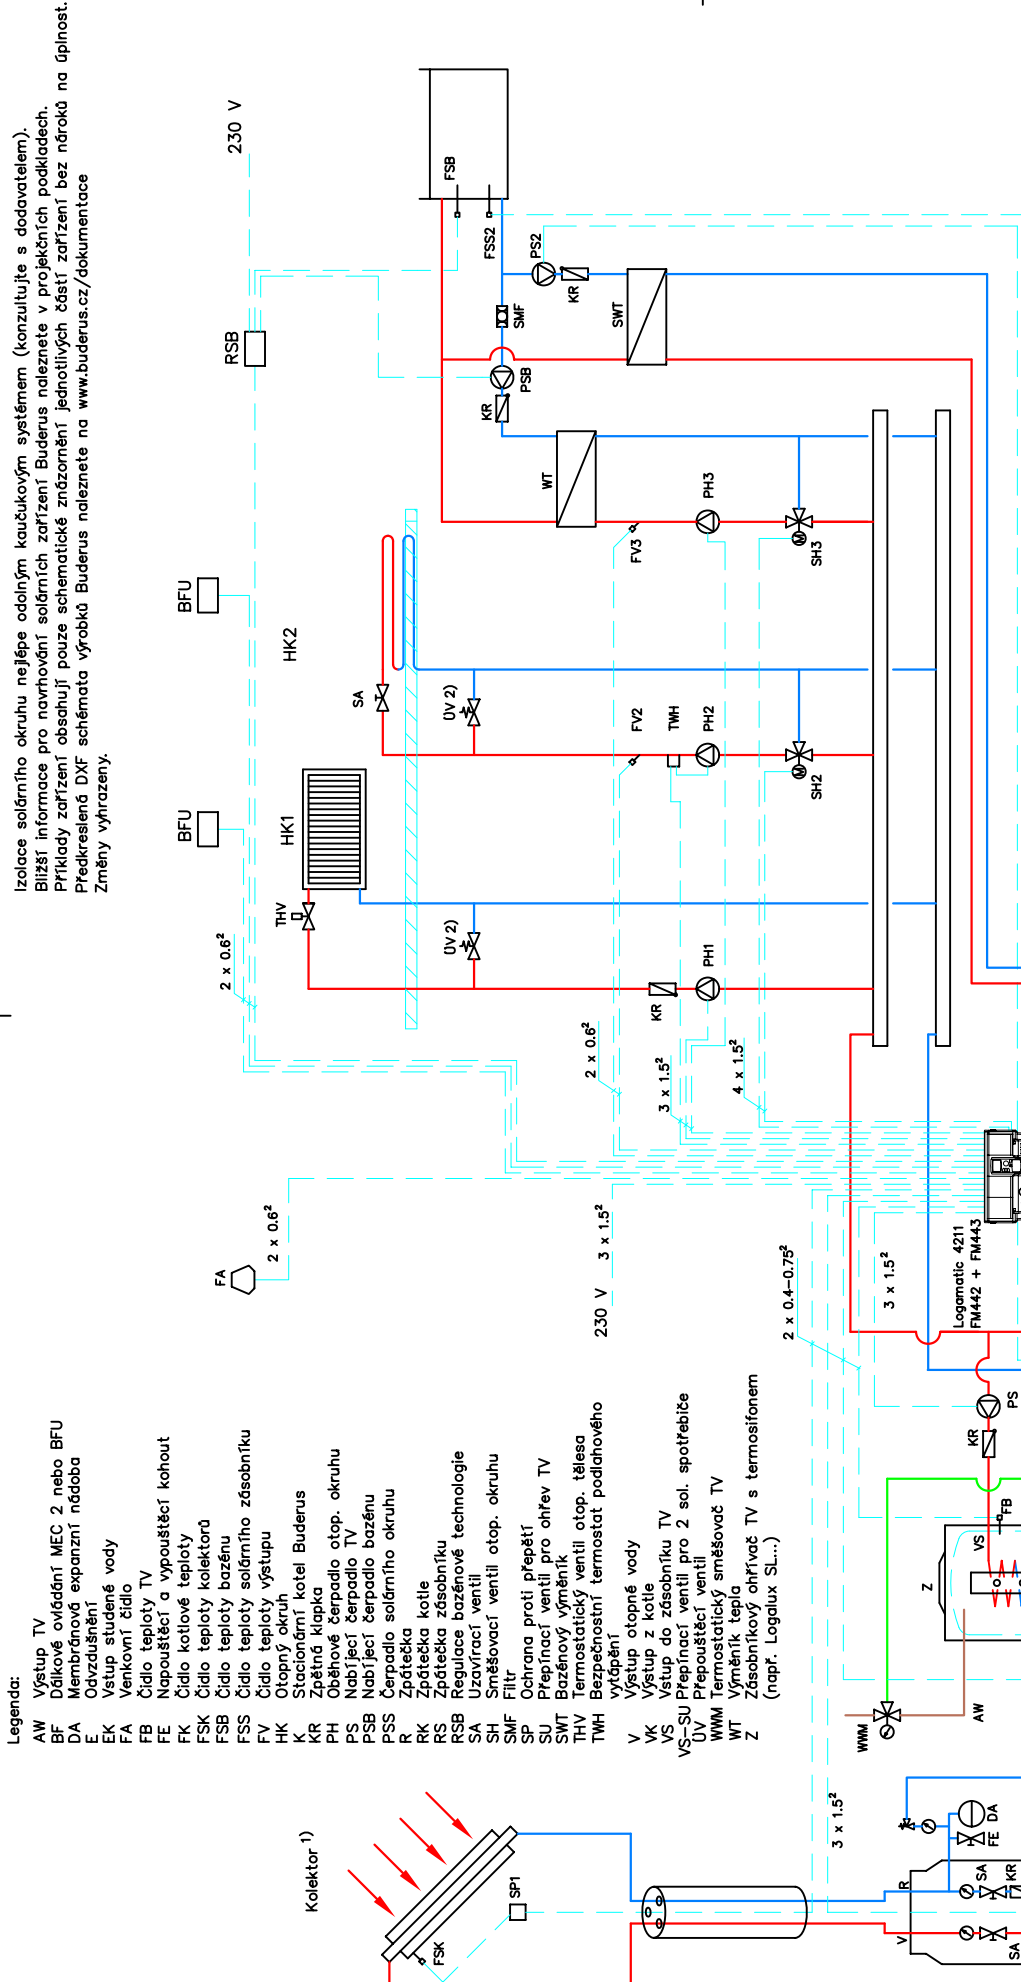 Izolace solárního okruhu nejlépe odolným kaučukovým systémem (konzultujte s dodavatelem).
Bližší informace pro navrhování solárních zařízení Buderus naleznete v projekčních podkladech.
Příklady zařízení obsahují pouze schematické znázornění jednotlivých částí zařízení bez nároků na úplnost.
Předkreslená DXF schémata výrobků Buderus naleznete na www.buderus.cz/dokumentace
Změny vyhrazeny.
230 V
RSB
BFU
BFU
2 x 0.6²
HK2
HK1
THV
SA
ÜV 2)
ÜV 2)
FSB
FSS2
PS2
KR
SMF
SWT
PSB
KR
WT
FV3
PH3
SH3
FV2
TWH
PH2
SH2
KR
PH1
2 x 0.6²
3 x 1.5²
4 x 1.5²
FA
2 x 0.6²
230 V
3 x 1.5²
2 x 0.4-0.75²
3 x 1.5²
Logamatic 4211
FM442 + FM443
PS
KR
FB
VS
Z
AW
WWM
Legenda:
AW Výstup TV
BF Dálkové ovládání MEC 2 nebo BFU
DA Membránová expanzní nádoba
E Odvzdušnění
EK Vstup studené vody
FA Venkovní čidlo
FB Čidlo teploty TV
FE Napouštěcí a vypouštěcí kohout
FK Čidlo kotlové teploty
FSK Čidlo teploty kolektorů
FSB Čidlo teploty bazénu
FSS Čidlo teploty solárního zásobníku
FV Čidlo teploty výstupu
HK Otopný okruh
K Stacionární kotel Buderus
KR Zpětná klapka
PH Oběhové čerpadlo otop. okruhu
PS Nabíjecí čerpadlo TV
PSB Nabíjecí čerpadlo bazénu
PSS Čerpadlo solárního okruhu
R Zpátečka
RK Zpátečka kotle
RS Zpátečka zásobníku
RSB Regulace bazénové technologie
SA Uzavírací ventil
SH Směšovací ventil otop. okruhu
SMF Filtr
SP Ochrana proti přepětí
SU Přepínací ventil pro ohřev TV
SWT Bazénový výměník
THV Termostatický ventil otop. tělesa
TWH Bezpečnostní termostat podlahového
vytápění
V Výstup otopné vody
VK Výstup z kotle
VS Vstup do zásobníku TV
VS-SU Přepínací ventil pro 2 sol. spotřebiče
ÜV Přepouštěcí ventil
WWM Termostatický směšovač TV
WT Výměník tepla
Z Zásobníkový ohřívač TV s termosifonem
(např. Logalux SL...)
Kolektor 1)
FSK
SP1
3 x 1.5²
DA
FE
R
V
SA
KR
SA